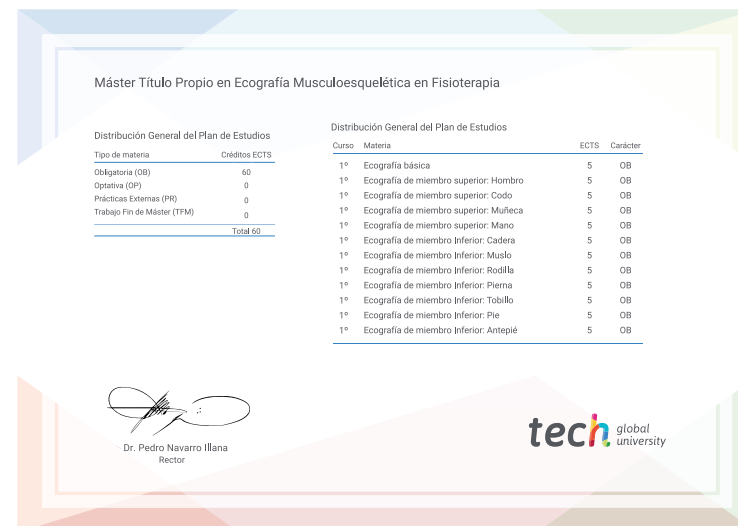 Máster Título Propio en Ecografía Musculoesquelética en Fisioterapia
Distribución General del Plan de Estudios
Tipo de materia Créditos ECTS
Obligatoria (OB) 60
Optativa (OP) 0
Prácticas Externas (PR) 0
Trabajo Fin de Máster (TFM) 0
Total 60
Distribución General del Plan de Estudios
Curso Materia ECTS Carácter
1º Ecografía básica 5 OB
1º Ecografía de miembro superior: Hombro 5 OB
1º Ecografía de miembro superior: Codo 5 OB
1º Ecografía de miembro superior: Muñeca 5 OB
1º Ecografía de miembro superior: Mano 5 OB
1º Ecografía de miembro Inferior: Cadera 5 OB
1º Ecografía de miembro Inferior: Muslo 5 OB
1º Ecografía de miembro Inferior: Rodilla 5 OB
1º Ecografía de miembro Inferior: Pierna 5 OB
1º Ecografía de miembro Inferior: Tobillo 5 OB
1º Ecografía de miembro Inferior: Pie 5 OB
1º Ecografía de miembro Inferior: Antepié 5 OB
Dr. Pedro Navarro Illana
Rector
tech global
university